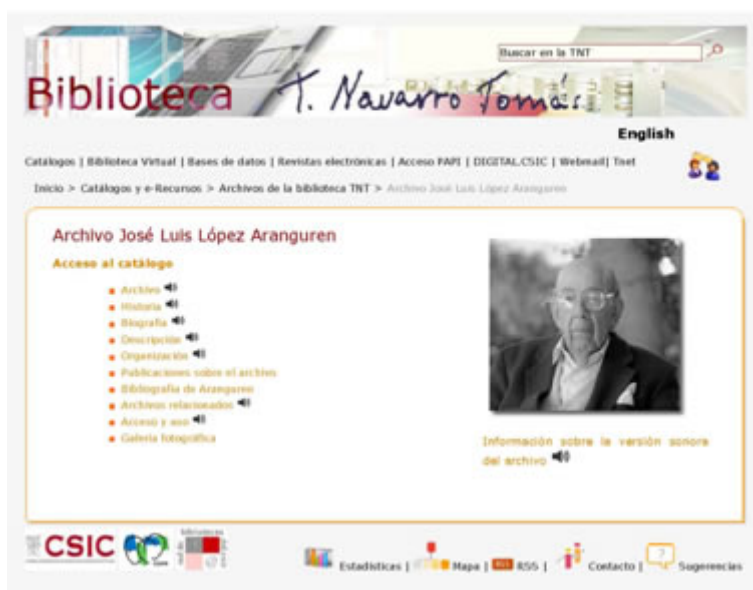 Buscar en la TNT
Biblioteca T. Navarro Tomás
English
Catálogos | Biblioteca Virtual | Bases de datos | Revistas electrónicas | Acceso PAPI | DIGITAL.CSIC | Webmail| Tnet
Inicio > Catálogos y e-Recursos > Archivos de la biblioteca TNT > Archivo José Luis López Aranguren
Archivo José Luis López Aranguren
Acceso al catálogo
Archivo
Historia
Biografía
Descripción
Organización
Publicaciones sobre el archivo
Bibliografía de Aranguren
Archivos relacionados
Acceso y uso
Galería fotográfica
Información sobre la versión sonora
del archivo
CSIC
Estadísticas | Mapa | RSS | Contacto | Sugerencias